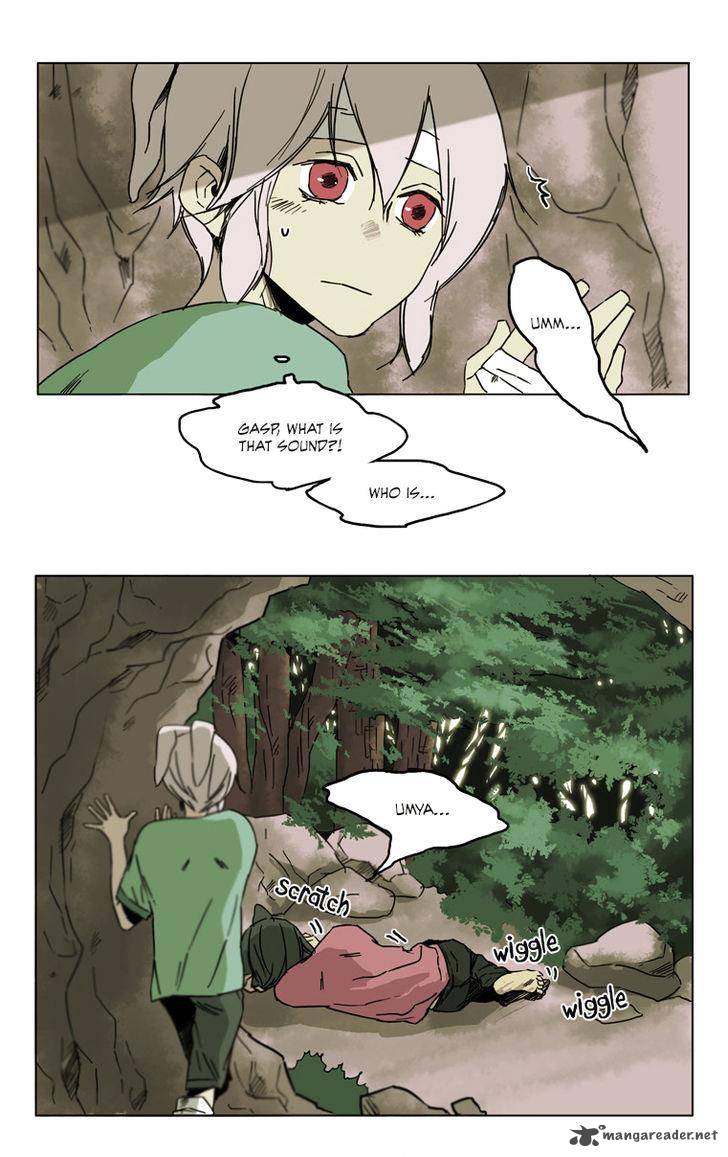 UMM...
GASP, WHAT IS
THAT SOUND?!
WHO IS...
UMYA...
scratch
wiggle
wiggle
mangareader.net